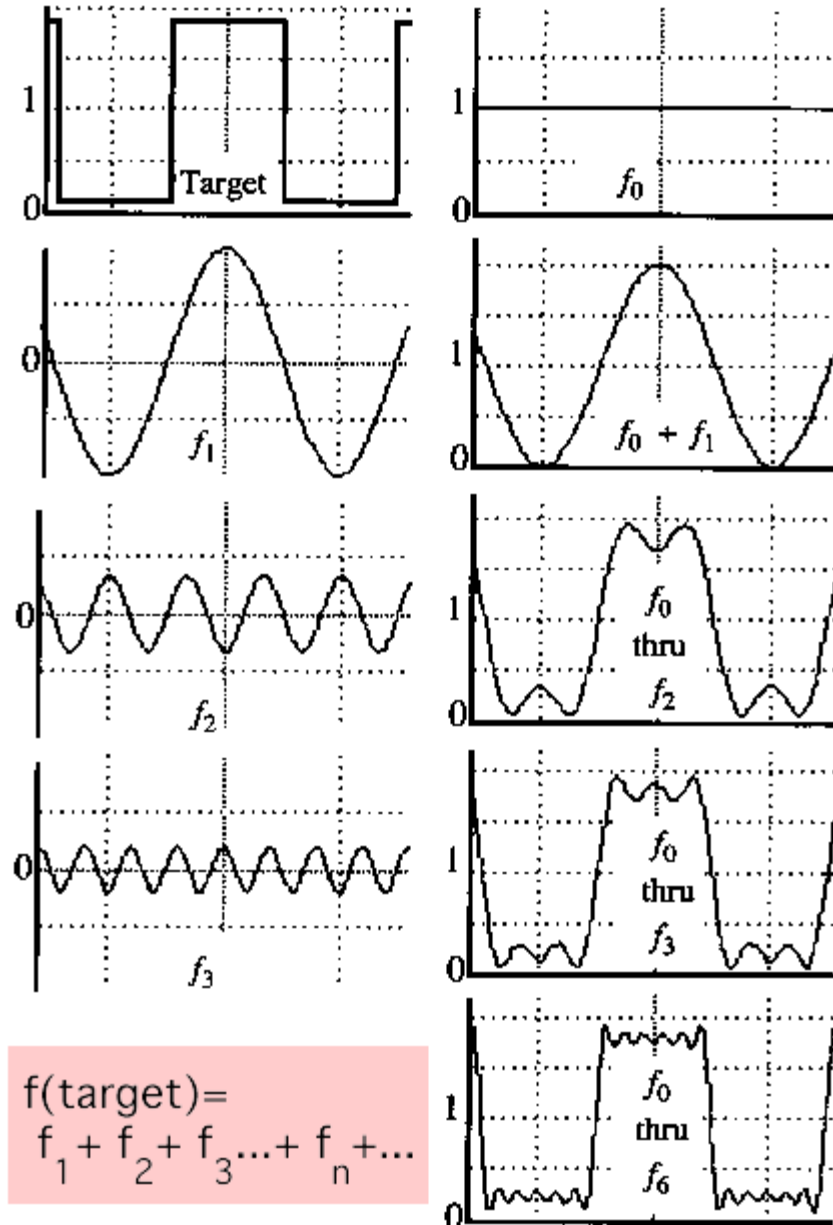 1
0
Target
1
0
f0
0
f1
1
0
f0 + f1
0
f2
1
0
f0
thru
f2
0
f3
1
0
f0
thru
f3
1
0
f0
thru
f6
f(target)=
f1 + f2 + f3...+ fn+...